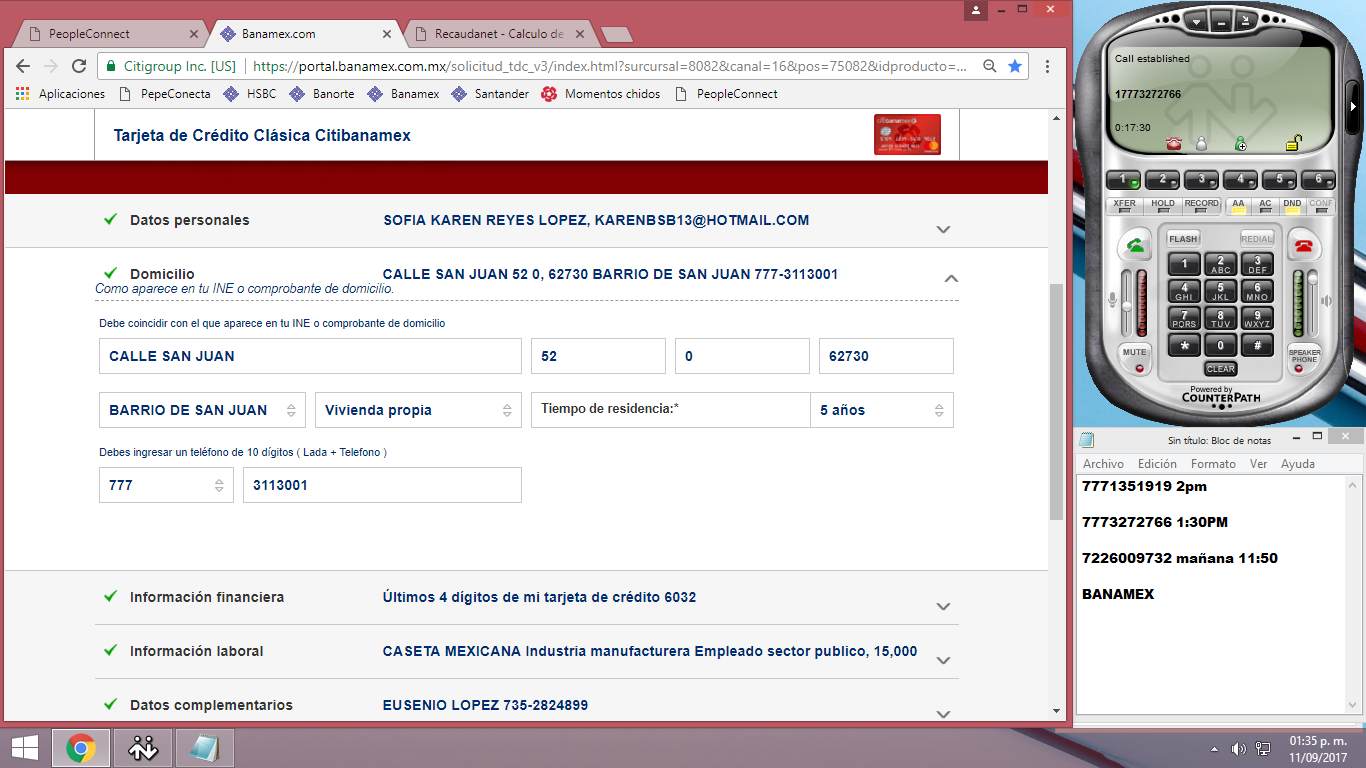 PeopleConnect
Banamex.com
Recaudanet - Calculo de
Citigroup Inc. [US]
https://portal.banamex.com.mx/solicitud_tdc_v3/index.html?surcursal=8082&canal=16&pos=75082&idproducto=...
Aplicaciones
PepeConecta
HSBC
Banorte
Banamex
Santander
Momentos chidos
PeopleConnect
Tarjeta de Crédito Clásica Citibanamex
Datos personales
SOFIA KAREN REYES LOPEZ, KARENBSB13@HOTMAIL.COM
Domicilio
CALLE SAN JUAN 52 0, 62730 BARRIO DE SAN JUAN 777-3113001
Como aparece en tu INE o comprobante de domicilio.
Debe coincidir con el que aparece en tu INE o comprobante de domicilio
CALLE SAN JUAN
52
0
62730
BARRIO DE SAN JUAN
Vivienda propia
Tiempo de residencia:*
5 años
Debes ingresar un teléfono de 10 dígitos ( Lada + Telefono )
777
3113001
Información financiera
Últimos 4 dígitos de mi tarjeta de crédito 6032
Información laboral
CASETA MEXICANA Industria manufacturera Empleado sector publico, 15,000
Datos complementarios
EUSENIO LOPEZ 735-2824899
Call established
17773272766
0:17:30
1 2 3 4 5 6
XFER HOLD RECORD AA AC DND CONF
FLASH REDIAL
1 2 ABC 3 DEF
4 GHI 5 JKL 6 MNO
7 PQRS 8 TUV 9 WXYZ
* 0 #
MUTE
SPEAKER PHONE
CLEAR
Powered by
COUNTERPATH
Sin título: Bloc de notas
Archivo Edición Formato Ver Ayuda
7771351919 2pm
7773272766 1:30PM
7226009732 mañana 11:50
BANAMEX
01:35 p. m.
11/09/2017